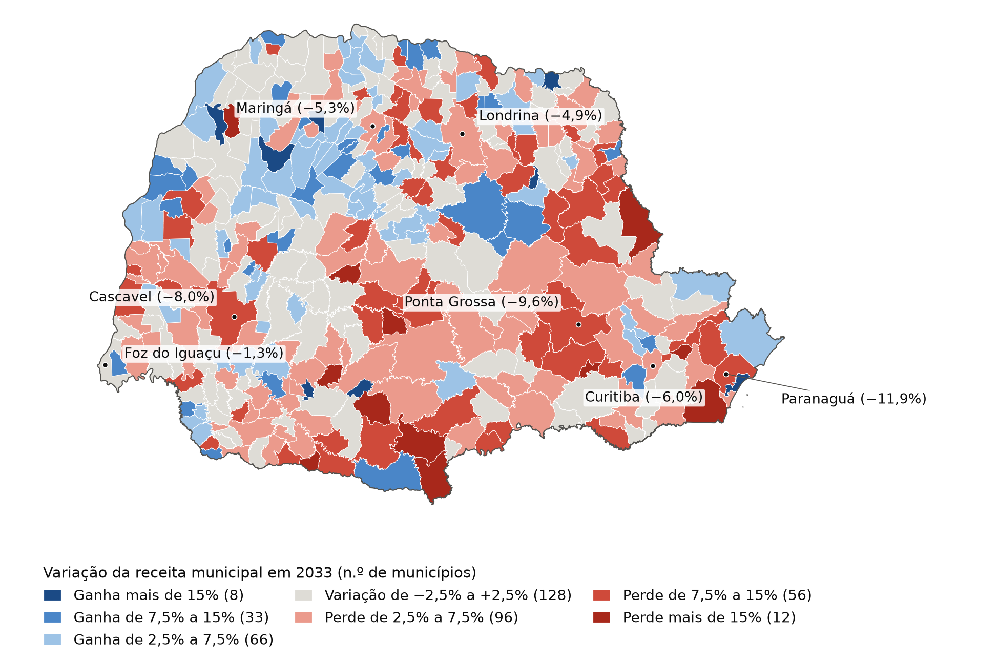 Maringá (−5,3%)
Londrina (−4,9%)
Cascavel (−8,0%)
Ponta Grossa (−9,6%)
Foz do Iguaçu (−1,3%)
Curitiba (−6,0%)
Paranaguá (−11,9%)
Variação da receita municipal em 2033 (n.º de municípios)
Ganha mais de 15% (8)
Ganha de 7,5% a 15% (33)
Ganha de 2,5% a 7,5% (66)
Variação de −2,5% a +2,5% (128)
Perde de 2,5% a 7,5% (96)
Perde de 7,5% a 15% (56)
Perde mais de 15% (12)